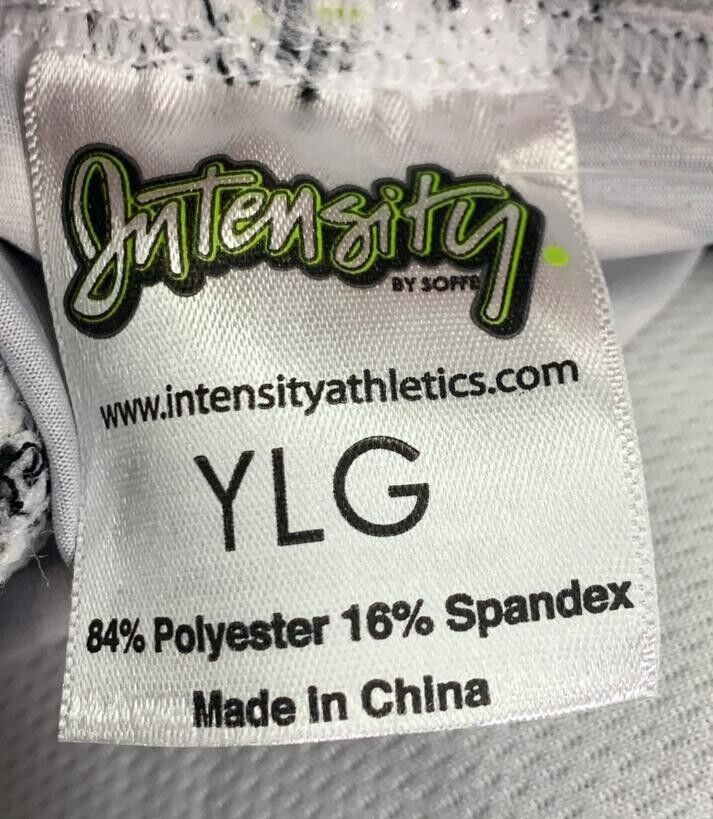 Intensity.
BY SOFFE
www.intensityathletics.com
YLG
84% Polyester 16% Spandex
Made in China